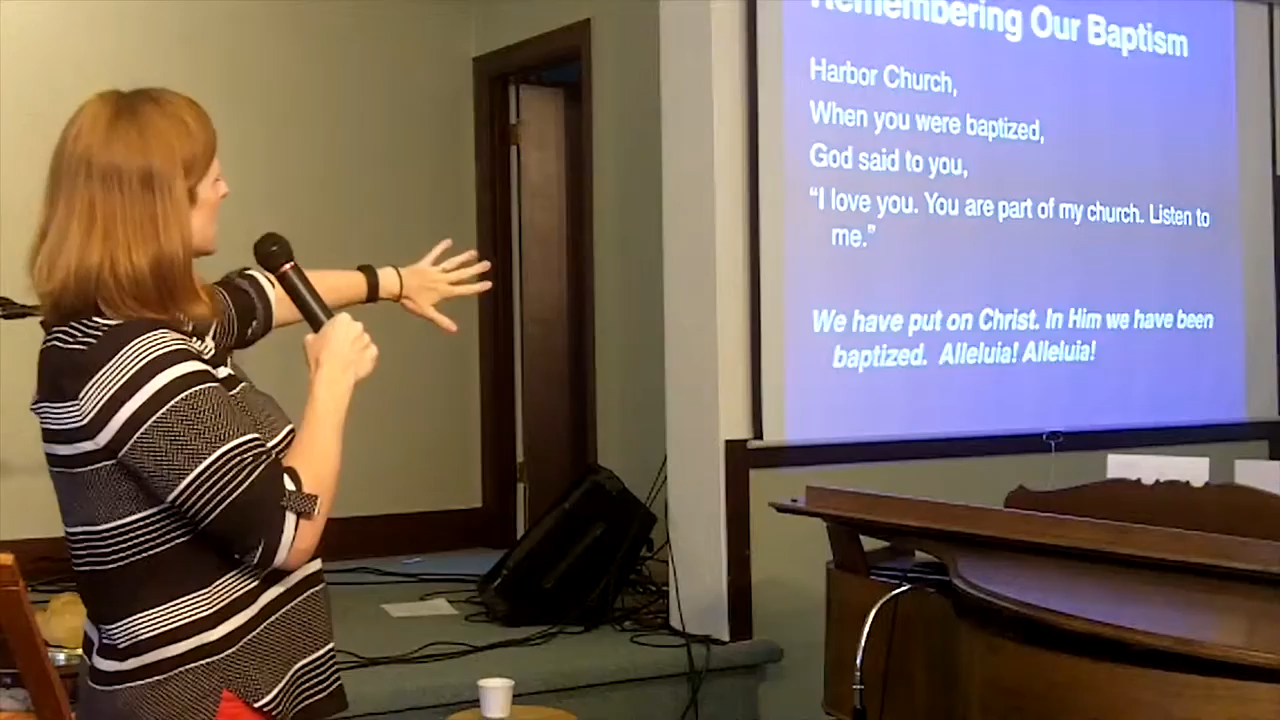 Remembering Our Baptism
Harbor Church,
When you were baptized,
God said to you,
“I love you. You are part of my church. Listen to
me.”
We have put on Christ. In Him we have been
baptized. Alleluia! Alleluia!